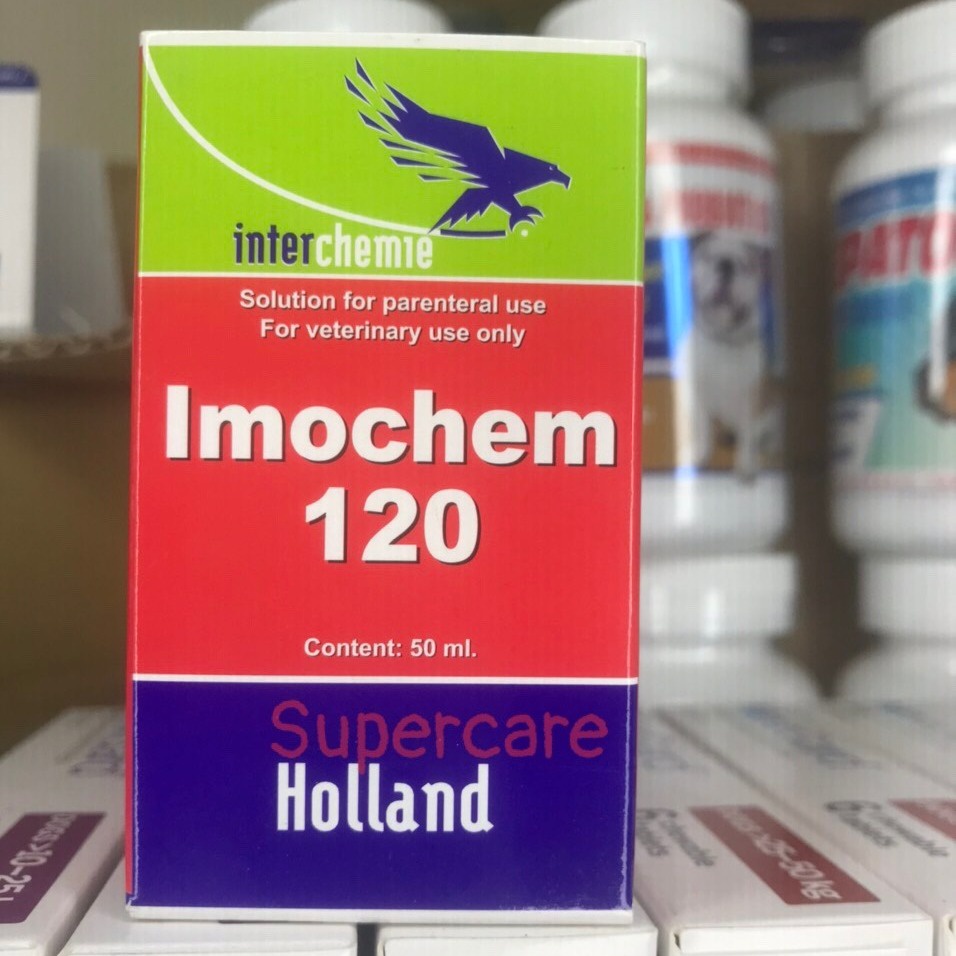 interchemie
Solution for parenteral use
For veterinary use only
Imochem
120
Content: 50 ml.
Supercare
Holland